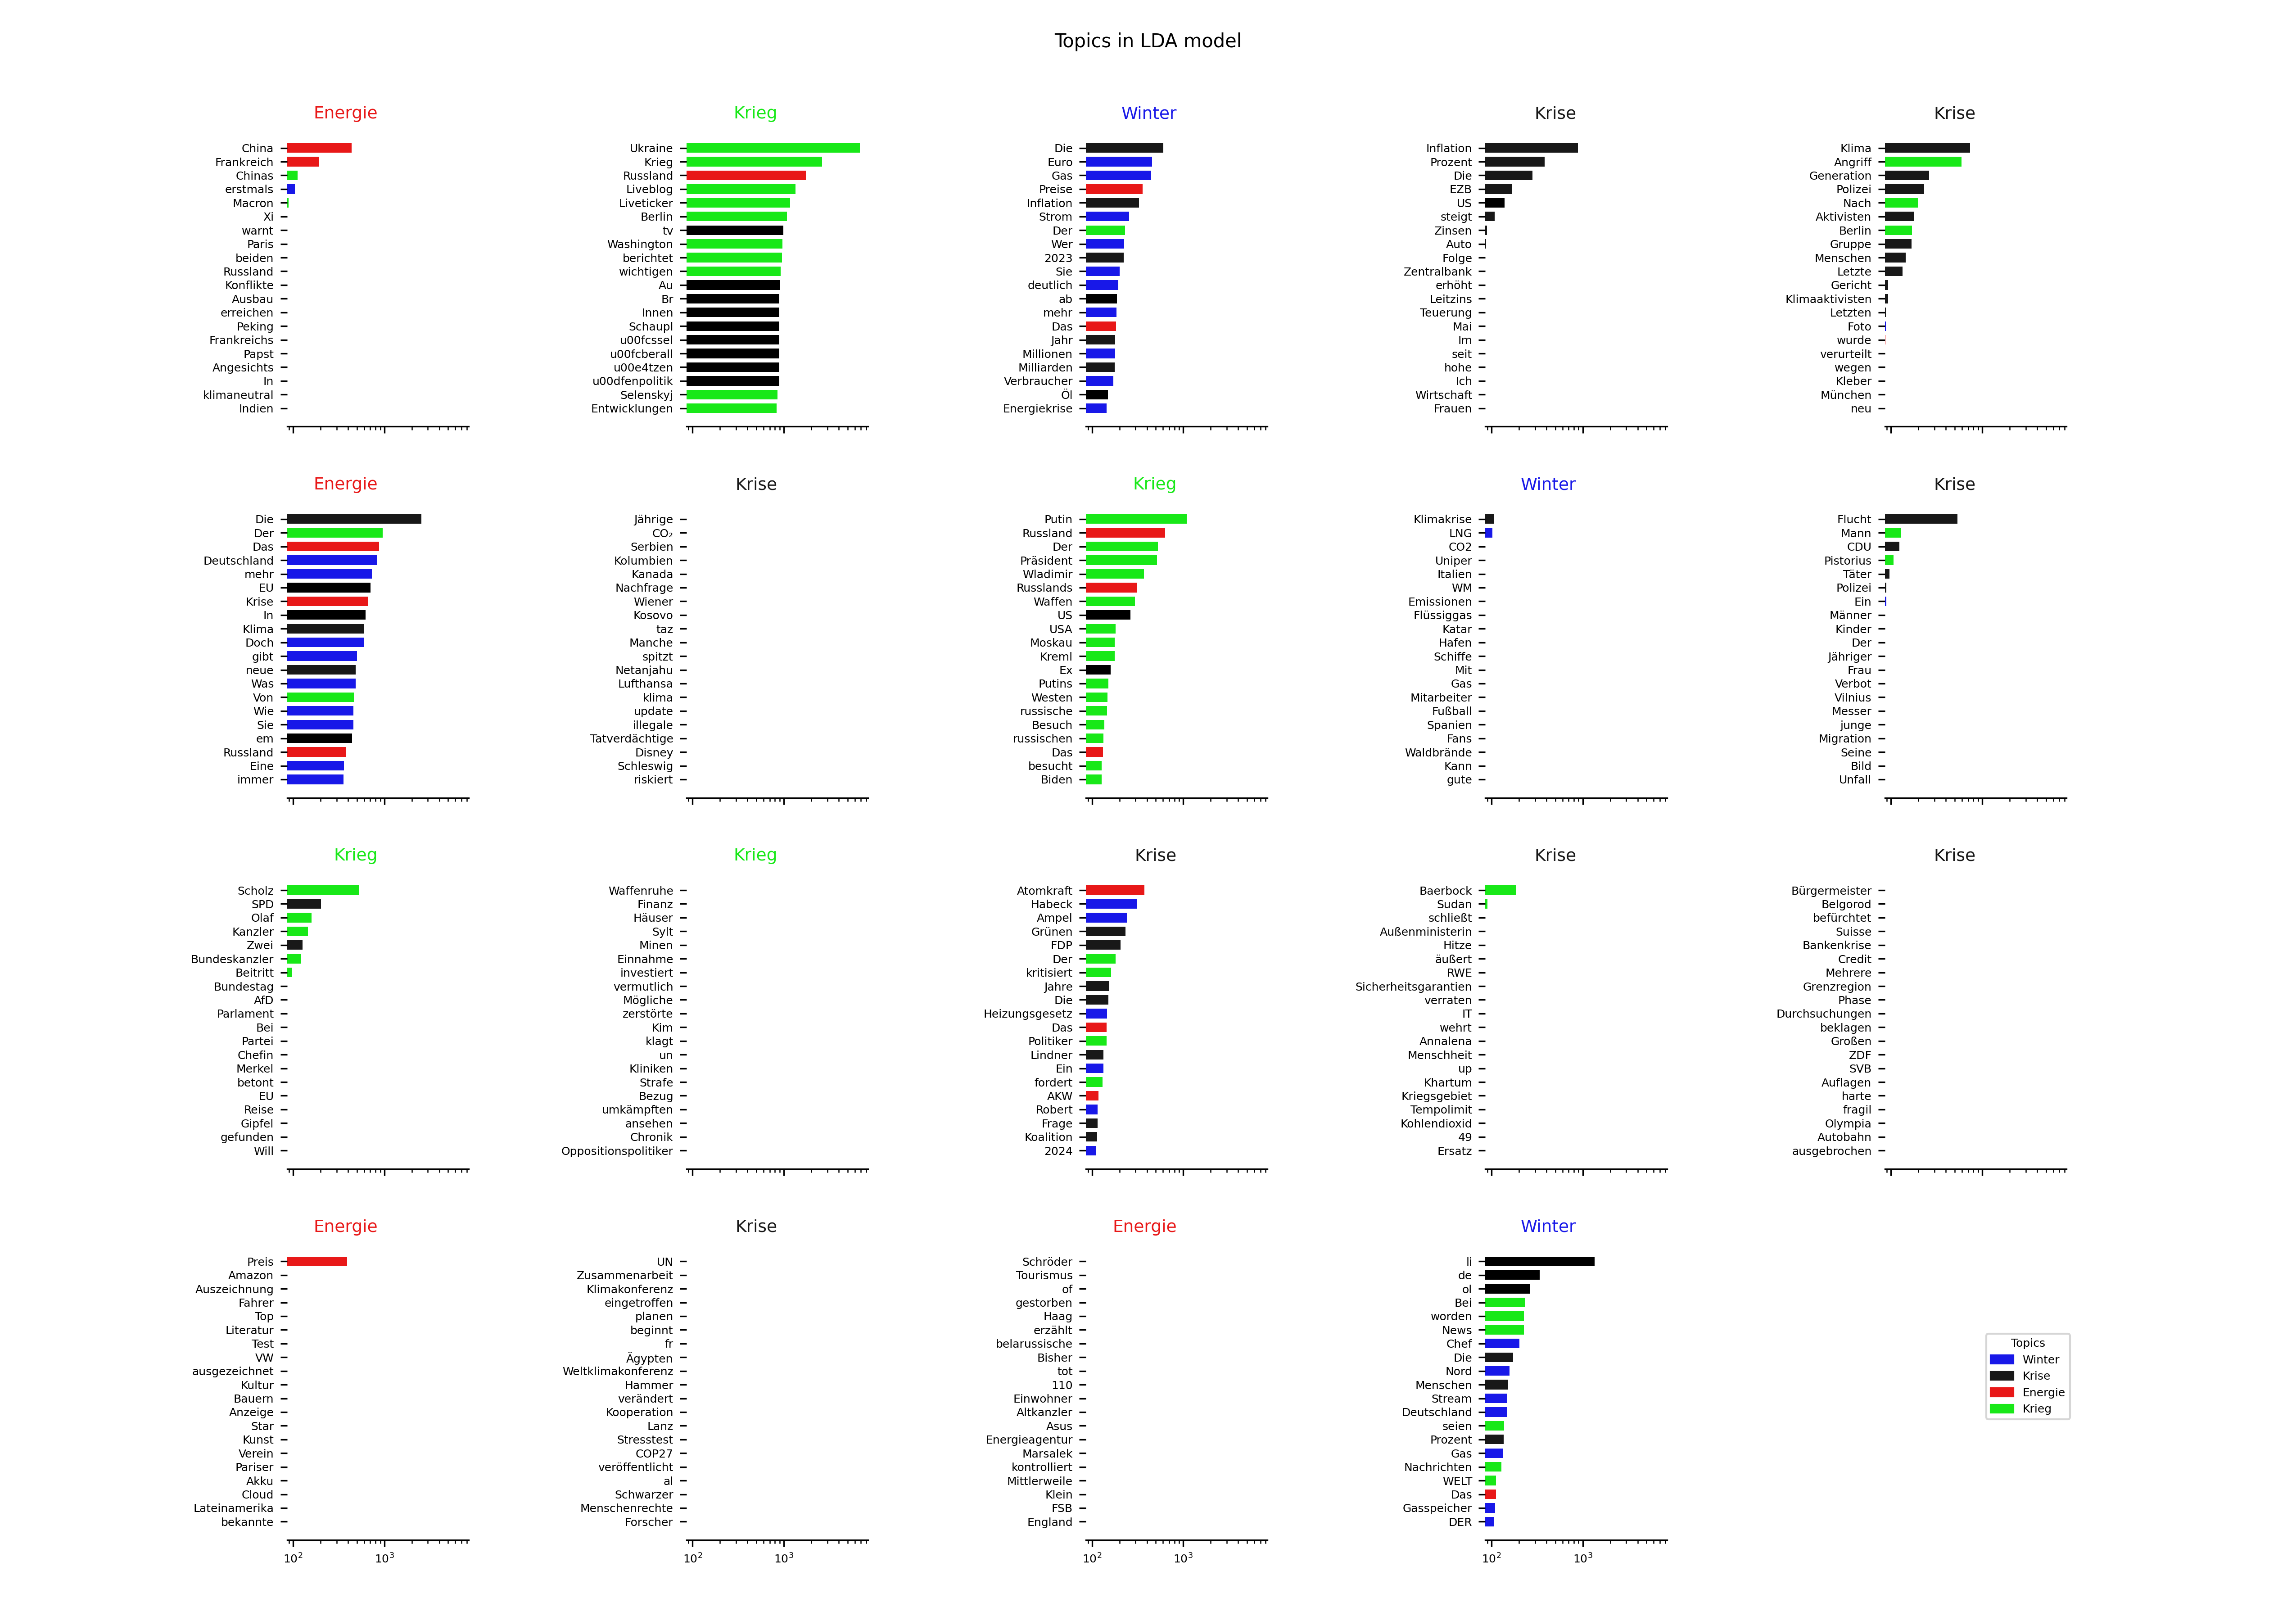 Topics in LDA model
Energie
China
Frankreich
Chinas
erstmals
Macron
Xi
warnt
Paris
beiden
Russland
Konflikte
Ausbau
erreichen
Peking
Frankreichs
Papst
Angesichts
In
klimaneutral
Indien
Krieg
Ukraine
Krieg
Russland
Liveblog
Liveticker
Berlin
tv
Washington
berichtet
wichtigen
Au
Br
Innen
Schaupl
u00fcssel
u00fcberall
u00e4tzen
u00dfenpolitik
Selenskyj
Entwicklungen
Winter
Die
Euro
Gas
Preise
Inflation
Strom
Der
Wer
2023
Sie
deutlich
ab
mehr
Das
Jahr
Millionen
Milliarden
Verbraucher
Öl
Energiekrise
Krise
Inflation
Prozent
Die
EZB
US
steigt
Zinsen
Auto
Folge
Zentralbank
erhöht
Leitzins
Teuerung
Mai
Im
seit
hohe
Ich
Wirtschaft
Frauen
Krise
Klima
Angriff
Generation
Polizei
Nach
Aktivisten
Berlin
Gruppe
Menschen
Letzte
Gericht
Klimaaktivisten
Letzten
Foto
wurde
verurteilt
wegen
Kleber
München
neu
Energie
Die
Der
Das
Deutschland
mehr
EU
Krise
In
Klima
Doch
gibt
neue
Was
Von
Wie
Sie
em
Russland
Eine
immer
Krise
Jährige
CO₂
Serbien
Kolumbien
Kanada
Nachfrage
Wiener
Kosovo
taz
Manche
spitzt
Netanjahu
Lufthansa
klima
update
illegale
Tatverdächtige
Disney
Schleswig
riskiert
Krieg
Putin
Russland
Der
Präsident
Wladimir
Russlands
Waffen
US
USA
Moskau
Kreml
Ex
Putins
Westen
russische
Besuch
russischen
Das
besucht
Biden
Winter
Klimakrise
LNG
CO2
Uniper
Italien
WM
Emissionen
Flüssiggas
Katar
Hafen
Schiffe
Mit
Gas
Mitarbeiter
Fußball
Spanien
Fans
Waldbrände
Kann
gute
Krise
Flucht
Mann
CDU
Pistorius
Täter
Polizei
Ein
Männer
Kinder
Der
Jähriger
Frau
Verbot
Vilnius
Messer
junge
Migration
Seine
Bild
Unfall
Krieg
Scholz
SPD
Olaf
Kanzler
Zwei
Bundeskanzler
Beitritt
Bundestag
AfD
Parlament
Bei
Partei
Chefin
Merkel
betont
EU
Reise
Gipfel
gefunden
Will
Krieg
Waffenruhe
Finanz
Häuser
Sylt
Minen
Einnahme
investiert
vermutlich
Mögliche
zerstörte
Kim
klagt
un
Kliniken
Strafe
Bezug
umkämpften
ansehen
Chronik
Oppositionspolitiker
Krise
Atomkraft
Habeck
Ampel
Grünen
FDP
Der
kritisiert
Jahre
Die
Heizungsgesetz
Das
Politiker
Lindner
Ein
fordert
AKW
Robert
Frage
Koalition
2024
Krise
Baerbock
Sudan
schließt
Außenministerin
Hitze
äußert
RWE
Sicherheitsgarantien
verraten
IT
wehrt
Annalena
Menschheit
up
Khartum
Kriegsgebiet
Tempolimit
Kohlendioxid
49
Ersatz
Krise
Bürgermeister
Belgorod
befürchtet
Suisse
Bankenkrise
Credit
Mehrere
Grenzregion
Phase
Durchsuchungen
beklagen
Großen
ZDF
SVB
Auflagen
harte
fragil
Olympia
Autobahn
ausgebrochen
Energie
Preis
Amazon
Auszeichnung
Fahrer
Top
Literatur
Test
VW
ausgezeichnet
Kultur
Bauern
Anzeige
Star
Kunst
Verein
Pariser
Akku
Cloud
Lateinamerika
bekannte
10² 10³
Krise
UN
Zusammenarbeit
Klimakonferenz
eingetroffen
planen
beginnt
fr
Ägypten
Weltklimakonferenz
Hammer
verändert
Kooperation
Lanz
Stresstest
COP27
veröffentlicht
al
Schwarzer
Menschenrechte
Forscher
10² 10³
Energie
Schröder
Tourismus
of
gestorben
Haag
erzählt
belarussische
Bisher
tot
110
Einwohner
Altkanzler
Asus
Energieagentur
Marsalek
kontrolliert
Mittlerweile
Klein
FSB
England
10² 10³
Winter
li
de
ol
Bei
worden
News
Chef
Die
Nord
Menschen
Stream
Deutschland
seien
Prozent
Gas
Nachrichten
WELT
Das
Gasspeicher
DER
10² 10³
Topics
Winter
Krise
Energie
Krieg